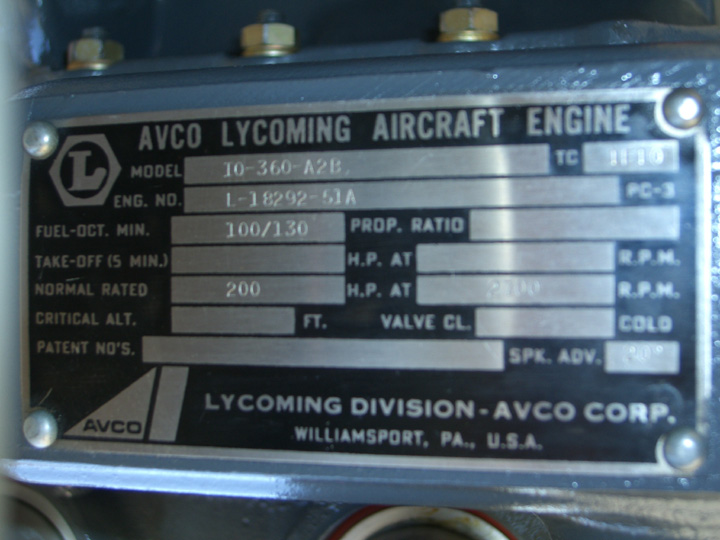 AVCO LYCOMING AIRCRAFT ENGINE
L MODEL IO-360-A2B TC 1E10
ENG. NO. L-18292-51A PC-3
FUEL-OCT. MIN. 100/130 PROP. RATIO
TAKE-OFF (5 MIN.) H.P. AT R.P.M.
NORMAL RATED 200 H.P. AT 2700 R.P.M.
CRITICAL ALT. FT. VALVE CL. COLD
PATENT NO'S. SPK. ADV.
AVCO LYCOMING DIVISION-AVCO CORP.
WILLIAMSPORT, PA., U.S.A.